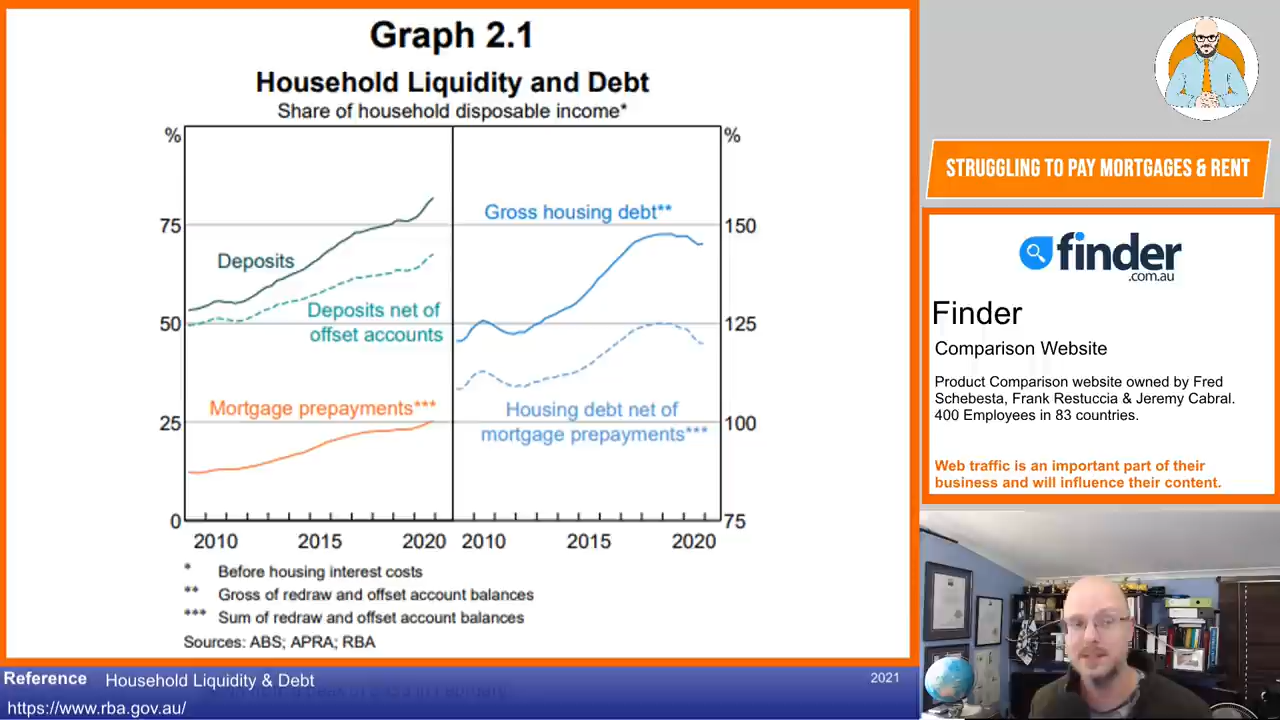 Graph 2.1
Household Liquidity and Debt
Share of household disposable income*
%
%
75
150
50
125
25
100
0
75
Deposits
Deposits net of
offset accounts
Mortgage prepayments***
Gross housing debt**
Housing debt net of
mortgage prepayments***
2010
2015
2020
2010
2015
2020
* Before housing interest costs
** Gross of redraw and offset account balances
*** Sum of redraw and offset account balances
Sources: ABS; APRA; RBA
STRUGGLING TO PAY MORTGAGES & RENT
finder
.com.au
Finder
Comparison Website
Product Comparison website owned by Fred
Schebesta, Frank Restuccia & Jeremy Cabral.
400 Employees in 83 countries.
Web traffic is an important part of their
business and will influence their content.
Reference Household Liquidity & Debt
2021
https://www.rba.gov.au/